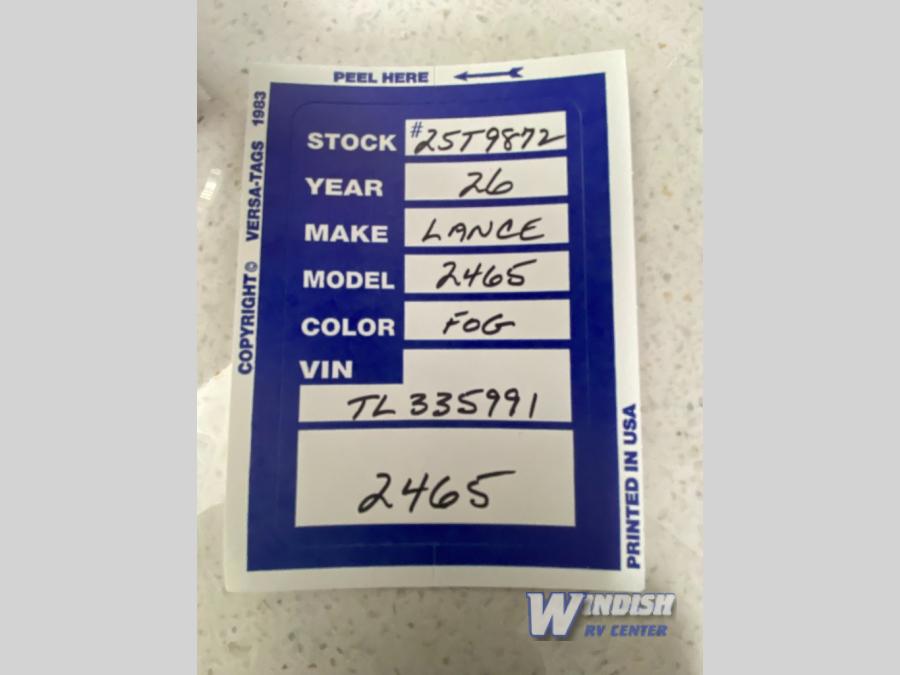 PEEL HERE
COPYRIGHT© VERSA-TAGS 1983
STOCK #25T9872
YEAR 26
MAKE LANCE
MODEL 2465
COLOR FOG
VIN
TL335991
2465
PRINTED IN USA
WINDISH
RV CENTER